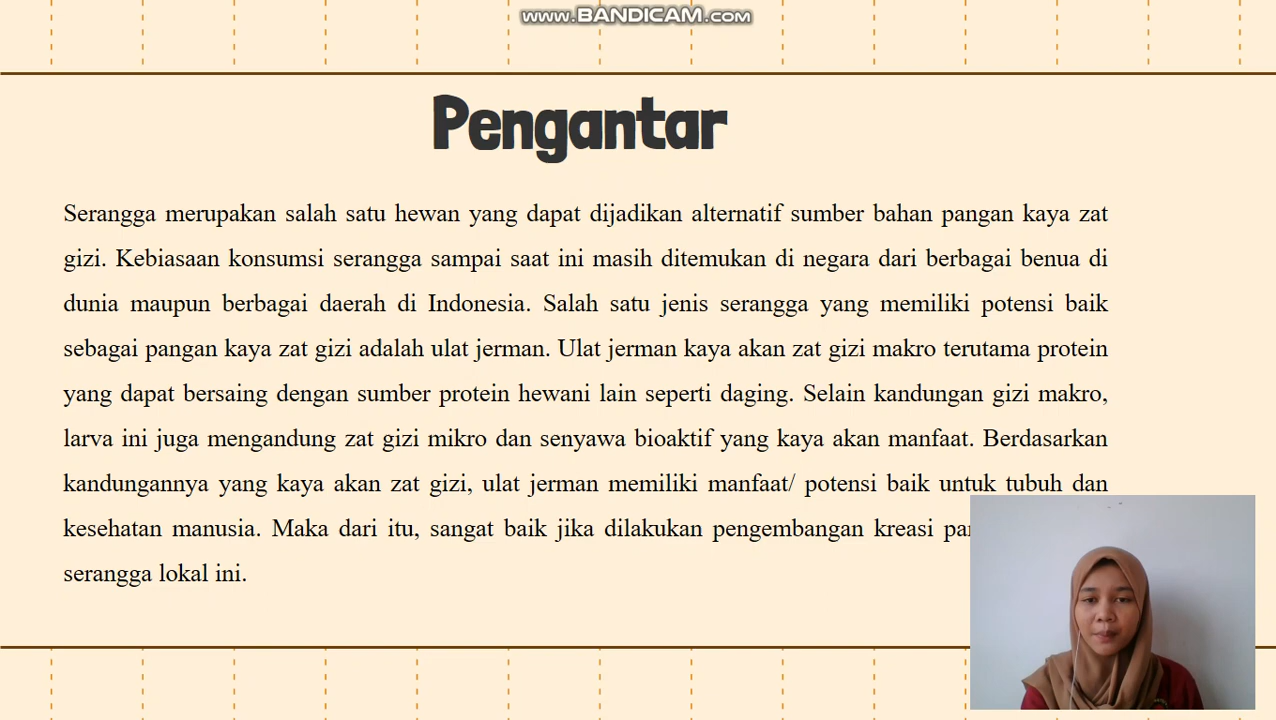 www.BANDICAM.com
Pengantar
Serangga merupakan salah satu hewan yang dapat dijadikan alternatif sumber bahan pangan kaya zat
gizi. Kebiasaan konsumsi serangga sampai saat ini masih ditemukan di negara dari berbagai benua di
dunia maupun berbagai daerah di Indonesia. Salah satu jenis serangga yang memiliki potensi baik
sebagai pangan kaya zat gizi adalah ulat jerman. Ulat jerman kaya akan zat gizi makro terutama protein
yang dapat bersaing dengan sumber protein hewani lain seperti daging. Selain kandungan gizi makro,
larva ini juga mengandung zat gizi mikro dan senyawa bioaktif yang kaya akan manfaat. Berdasarkan
kandungannya yang kaya akan zat gizi, ulat jerman memiliki manfaat/ potensi baik untuk tubuh dan
kesehatan manusia. Maka dari itu, sangat baik jika dilakukan pengembangan kreasi
serangga lokal ini.